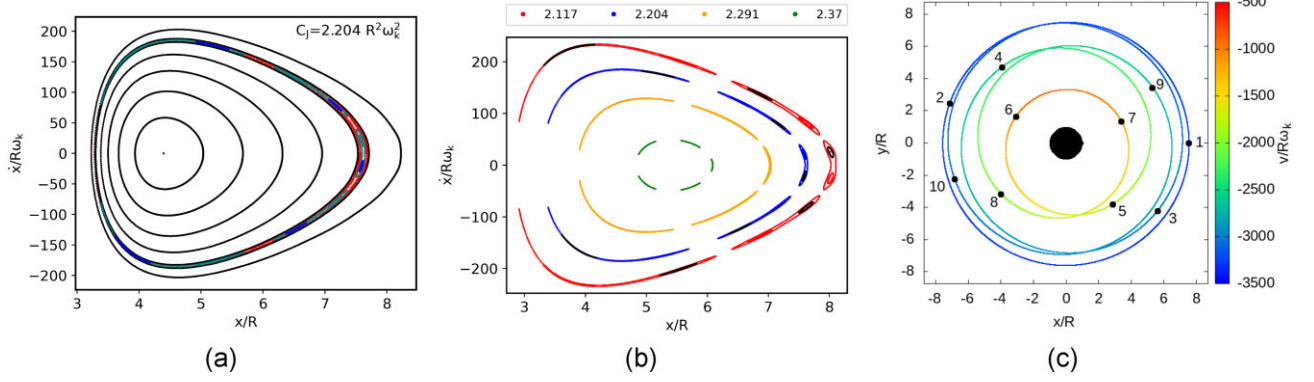 C_J=2.204 R²ω_k²
ẋ/Rω_k
200
150
100
50
0
−50
−100
−150
−200
3 4 5 6 7 8
x/R
(a)
2.117 2.204 2.291 2.37
ẋ/Rω_k
200
100
0
−100
−200
3 4 5 6 7 8
x/R
(b)
y/R
8
6
4
2
0
-2
-4
-6
-8
4
9
2
6
7
1
10
8
5
3
-8 -6 -4 -2 0 2 4 6 8
x/R
-500
-1000
-1500
-2000
-2500
-3000
-3500
v/Rω_k
(c)